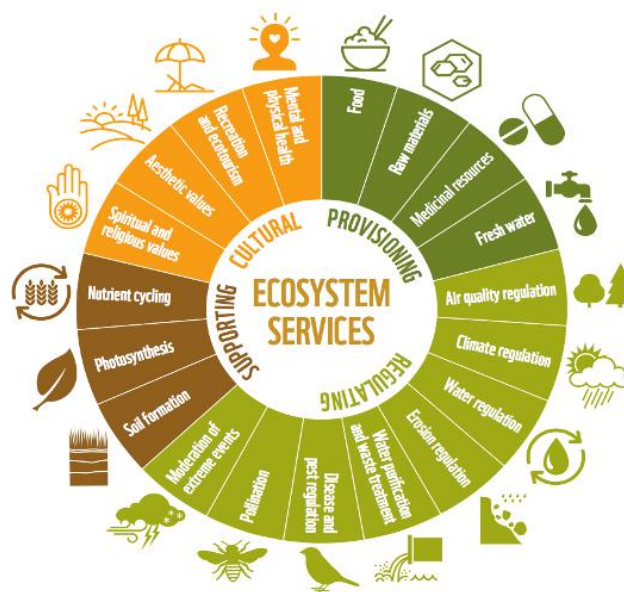 ECOSYSTEM
SERVICES
PROVISIONING
Food
Raw materials
Medicinal resources
Fresh water
REGULATING
Air quality regulation
Climate regulation
Water regulation
Erosion regulation
Water purification
and waste treatment
Disease and
pest regulation
Pollination
Moderation of
extreme events
SUPPORTING
Soil formation
Photosynthesis
Nutrient cycling
CULTURAL
Spiritual and
religious values
Aesthetic values
Recreation
and ecotourism
Mental and
physical health